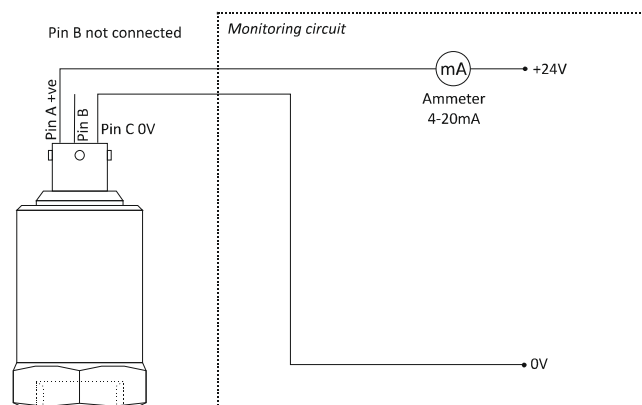 Pin B not connected
Monitoring circuit
mA
+24V
Ammeter
4-20mA
Pin A +ve
Pin B
Pin C 0V
0V